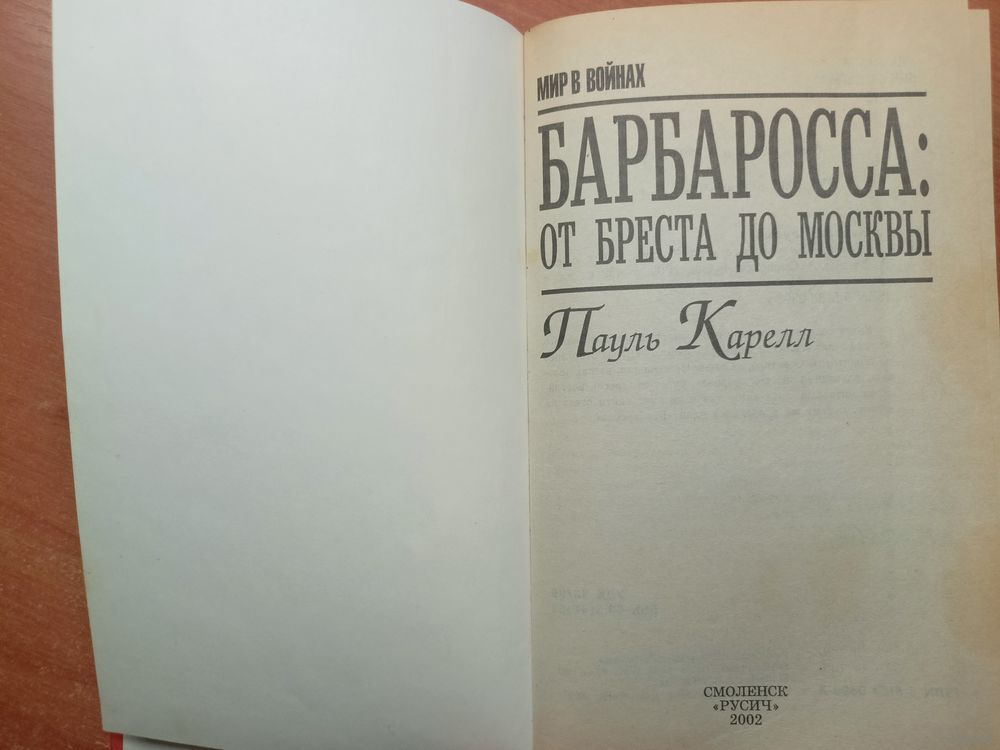 МИР В ВОЙНАХ
БАРБАРОССА:
ОТ БРЕСТА ДО МОСКВЫ
Пауль Карелл
СМОЛЕНСК
«РУСИЧ»
2002